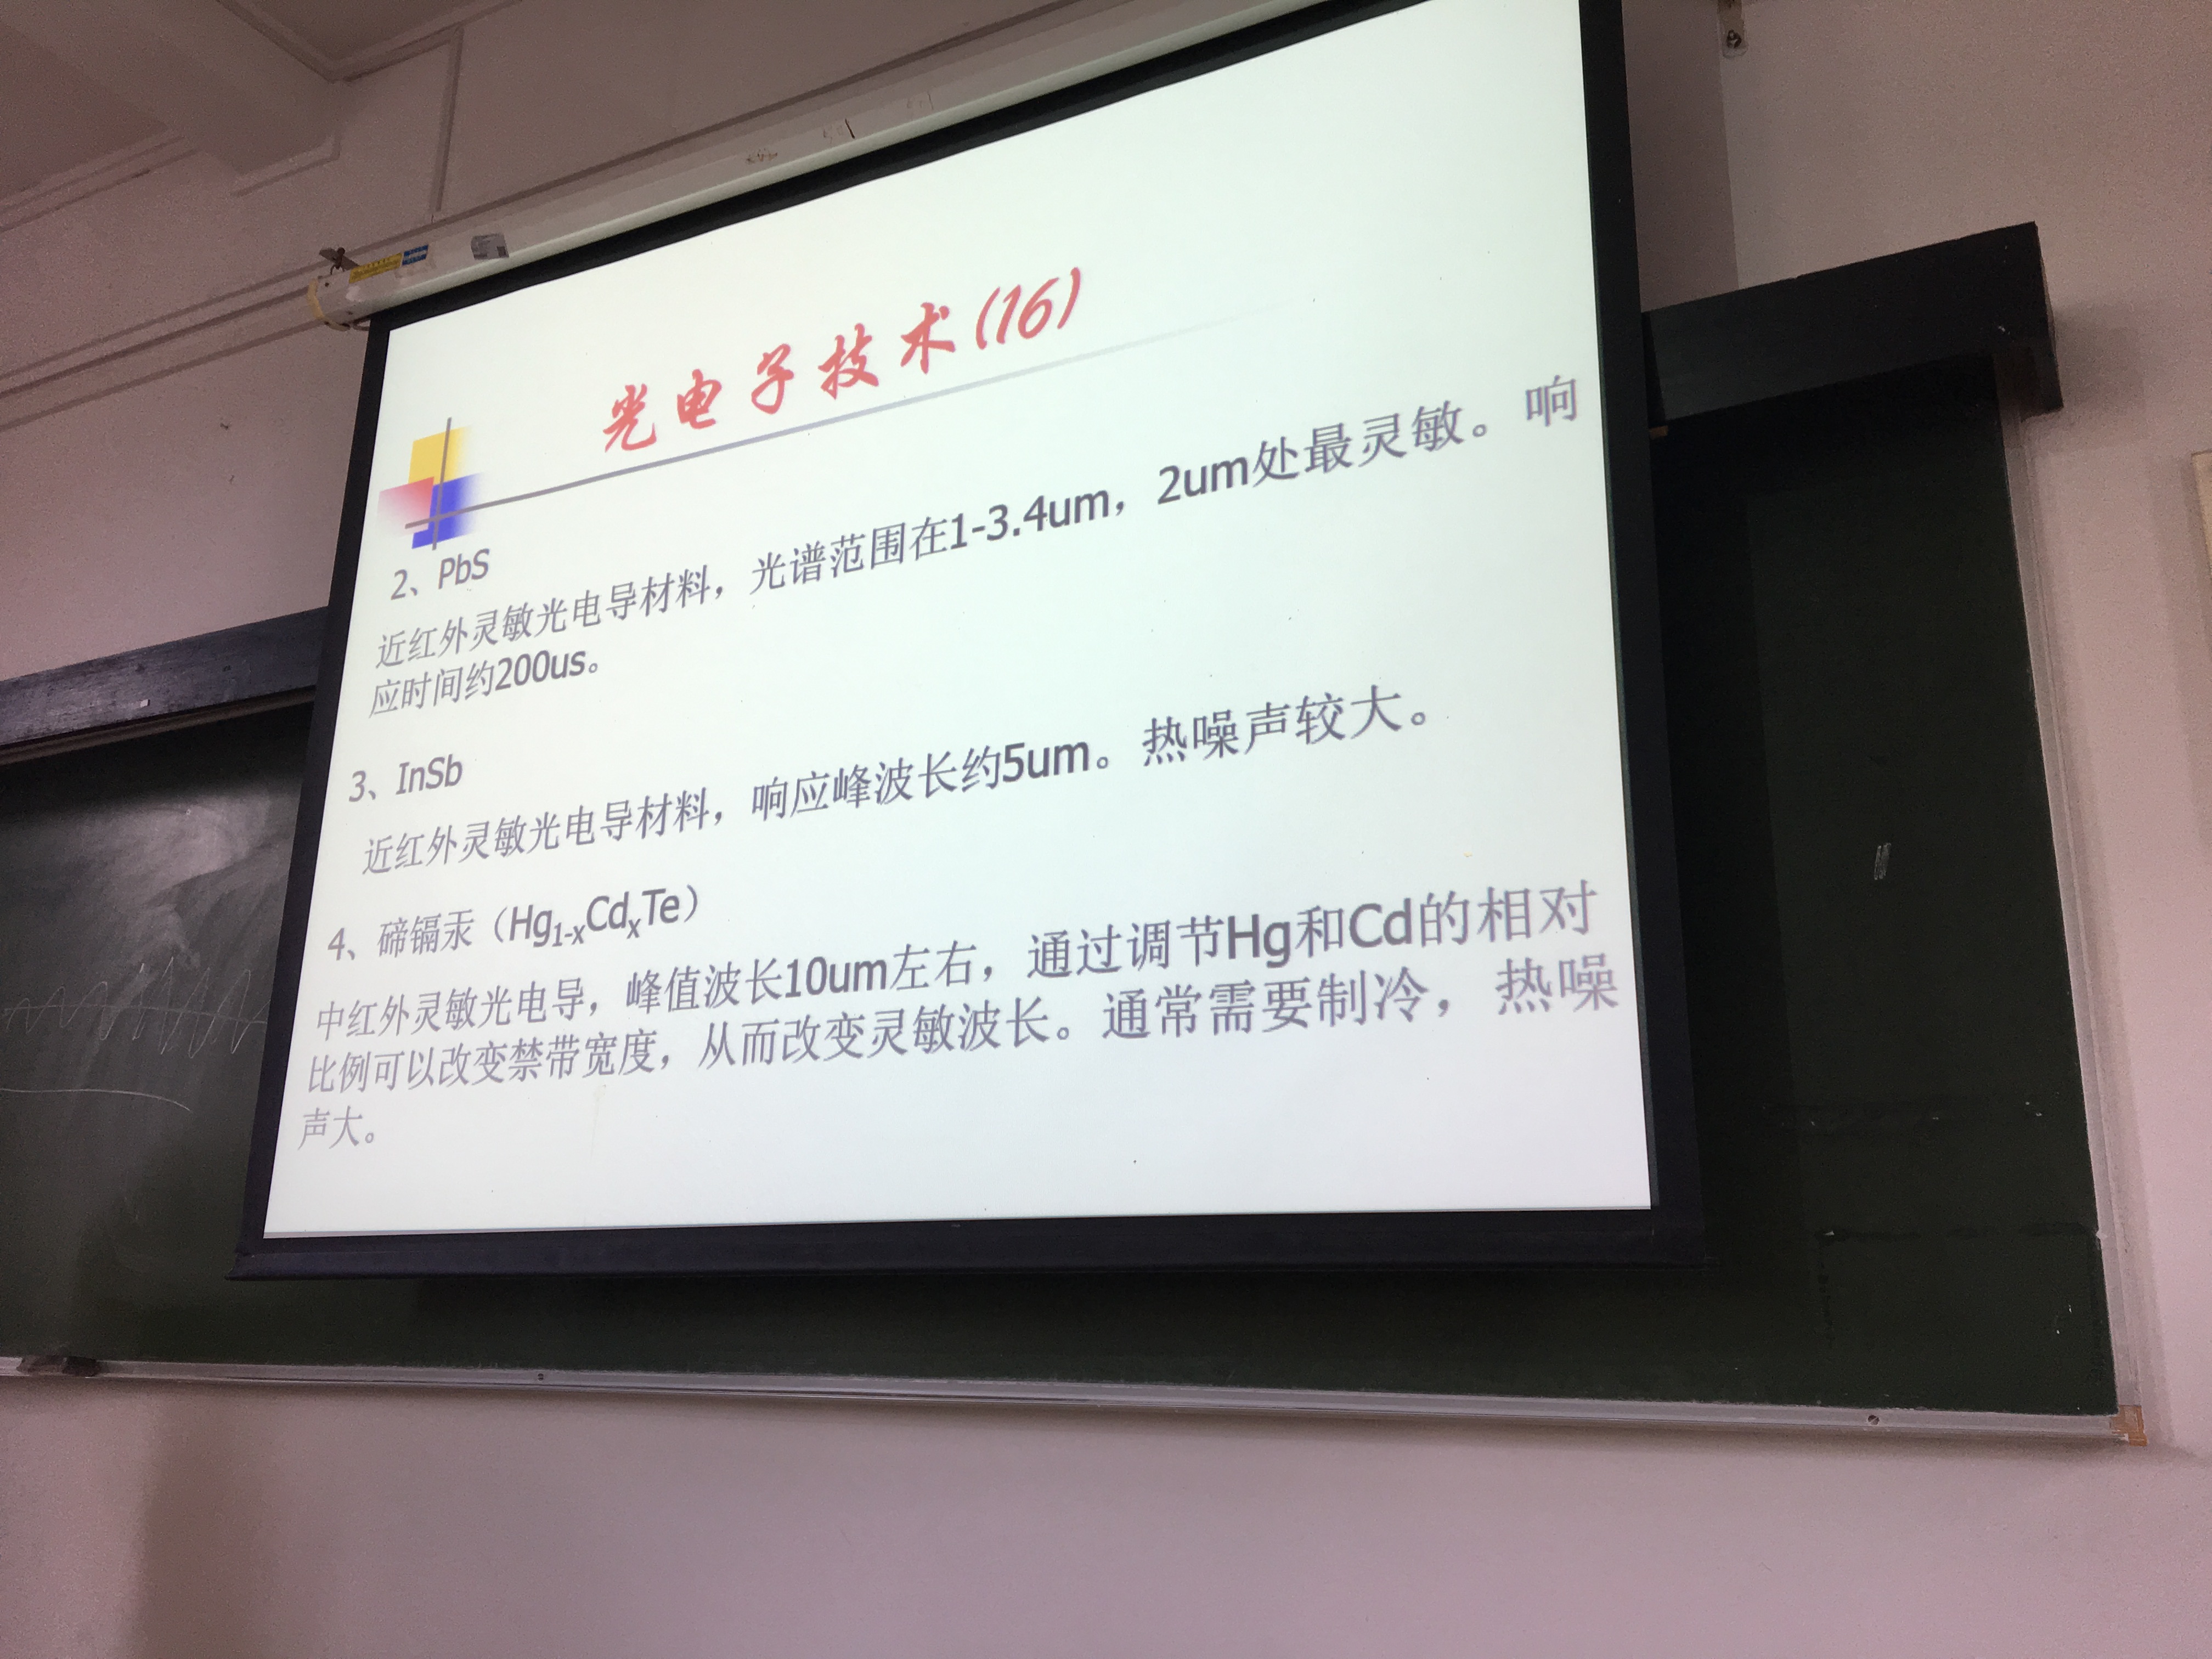 光电子技术(16)
2、PbS
近红外灵敏光电导材料，光谱范围在1-3.4um，2um处最灵敏。响
应时间约200us。
3、InSb
近红外灵敏光电导材料，响应峰波长约5um。热噪声较大。
4、碲镉汞（Hg1-xCdxTe）
中红外灵敏光电导，峰值波长10um左右，通过调节Hg和Cd的相对
比例可以改变禁带宽度，从而改变灵敏波长。通常需要制冷，热噪
声大。